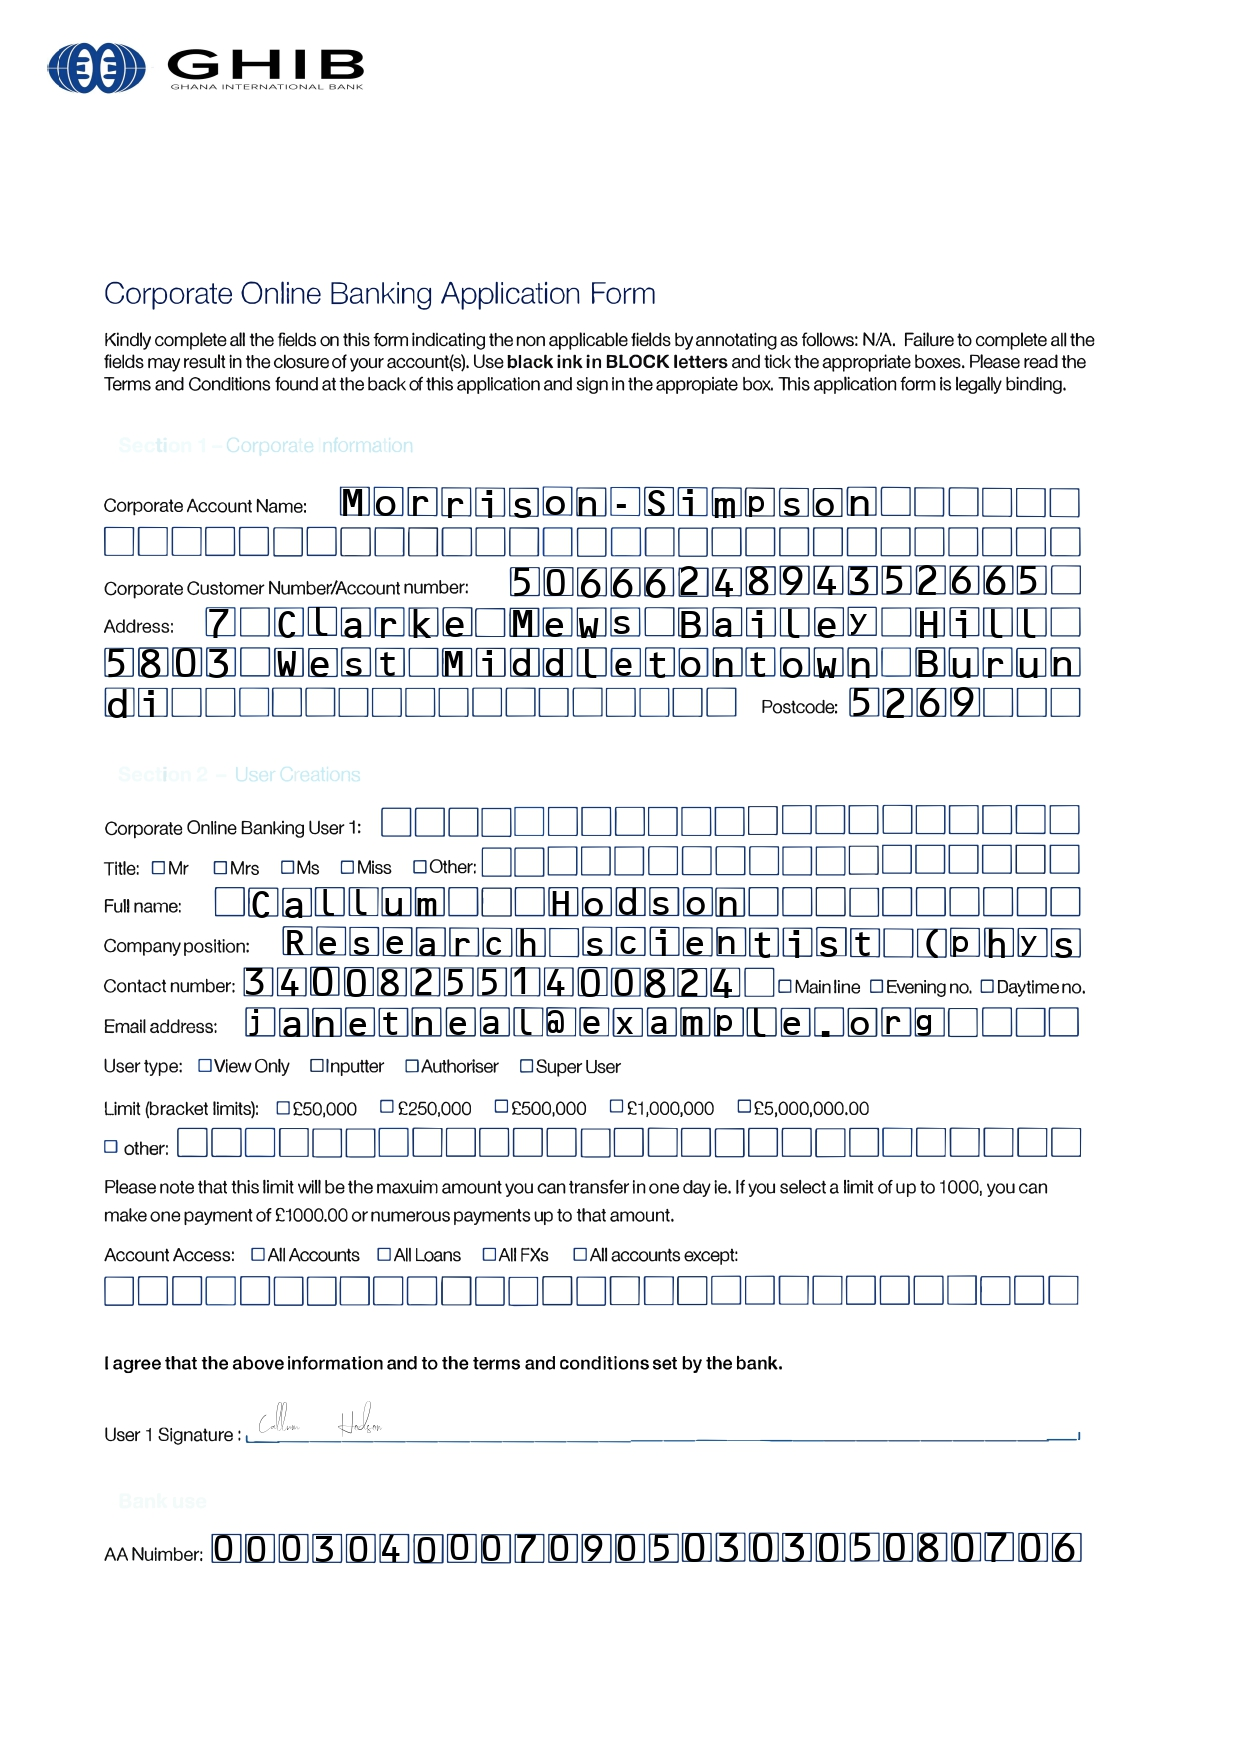 GHIB
GHANA INTERNATIONAL BANK
Corporate Online Banking Application Form
Kindly complete all the fields on this form indicating the non applicable fields by annotating as follows: N/A. Failure to complete all the
fields may result in the closure of your account(s). Use black ink in BLOCK letters and tick the appropriate boxes. Please read the
Terms and Conditions found at the back of this application and sign in the appropiate box. This application form is legally binding.
Section 1 – Corporate Information
Corporate Account Name: Morrison-Simpson
Corporate Customer Number/Account number: 5066624894352665
Address: 7 Clarke Mews Bailey Hill
5803 West Middletontown Burun
di Postcode: 5269
Section 2 – User Creations
Corporate Online Banking User 1:
Title: Mr Mrs Ms Miss Other:
Full name: Callum Hodson
Company position: Research scientist (phys
Contact number: 340082551400824 Main line Evening no. Daytime no.
Email address: janetneal@example.org
User type: View Only Inputter Authoriser Super User
Limit (bracket limits): £50,000 £250,000 £500,000 £1,000,000 £5,000,000.00
other:
Please note that this limit will be the maxuim amount you can transfer in one day ie. If you select a limit of up to 1000, you can
make one payment of £1000.00 or numerous payments up to that amount.
Account Access: All Accounts All Loans All FXs All accounts except:
I agree that the above information and to the terms and conditions set by the bank.
User 1 Signature : Callum Hodson
Bank use
AA Nuimber: 00030400070905030305080706